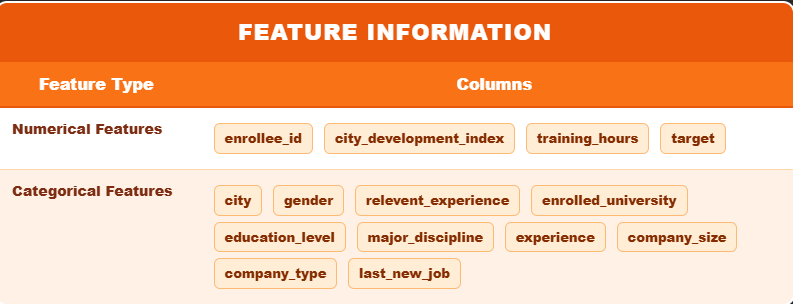 FEATURE INFORMATION
Feature Type Columns
Numerical Features enrollee_id city_development_index training_hours target
Categorical Features city gender relevent_experience enrolled_university
education_level major_discipline experience company_size
company_type last_new_job